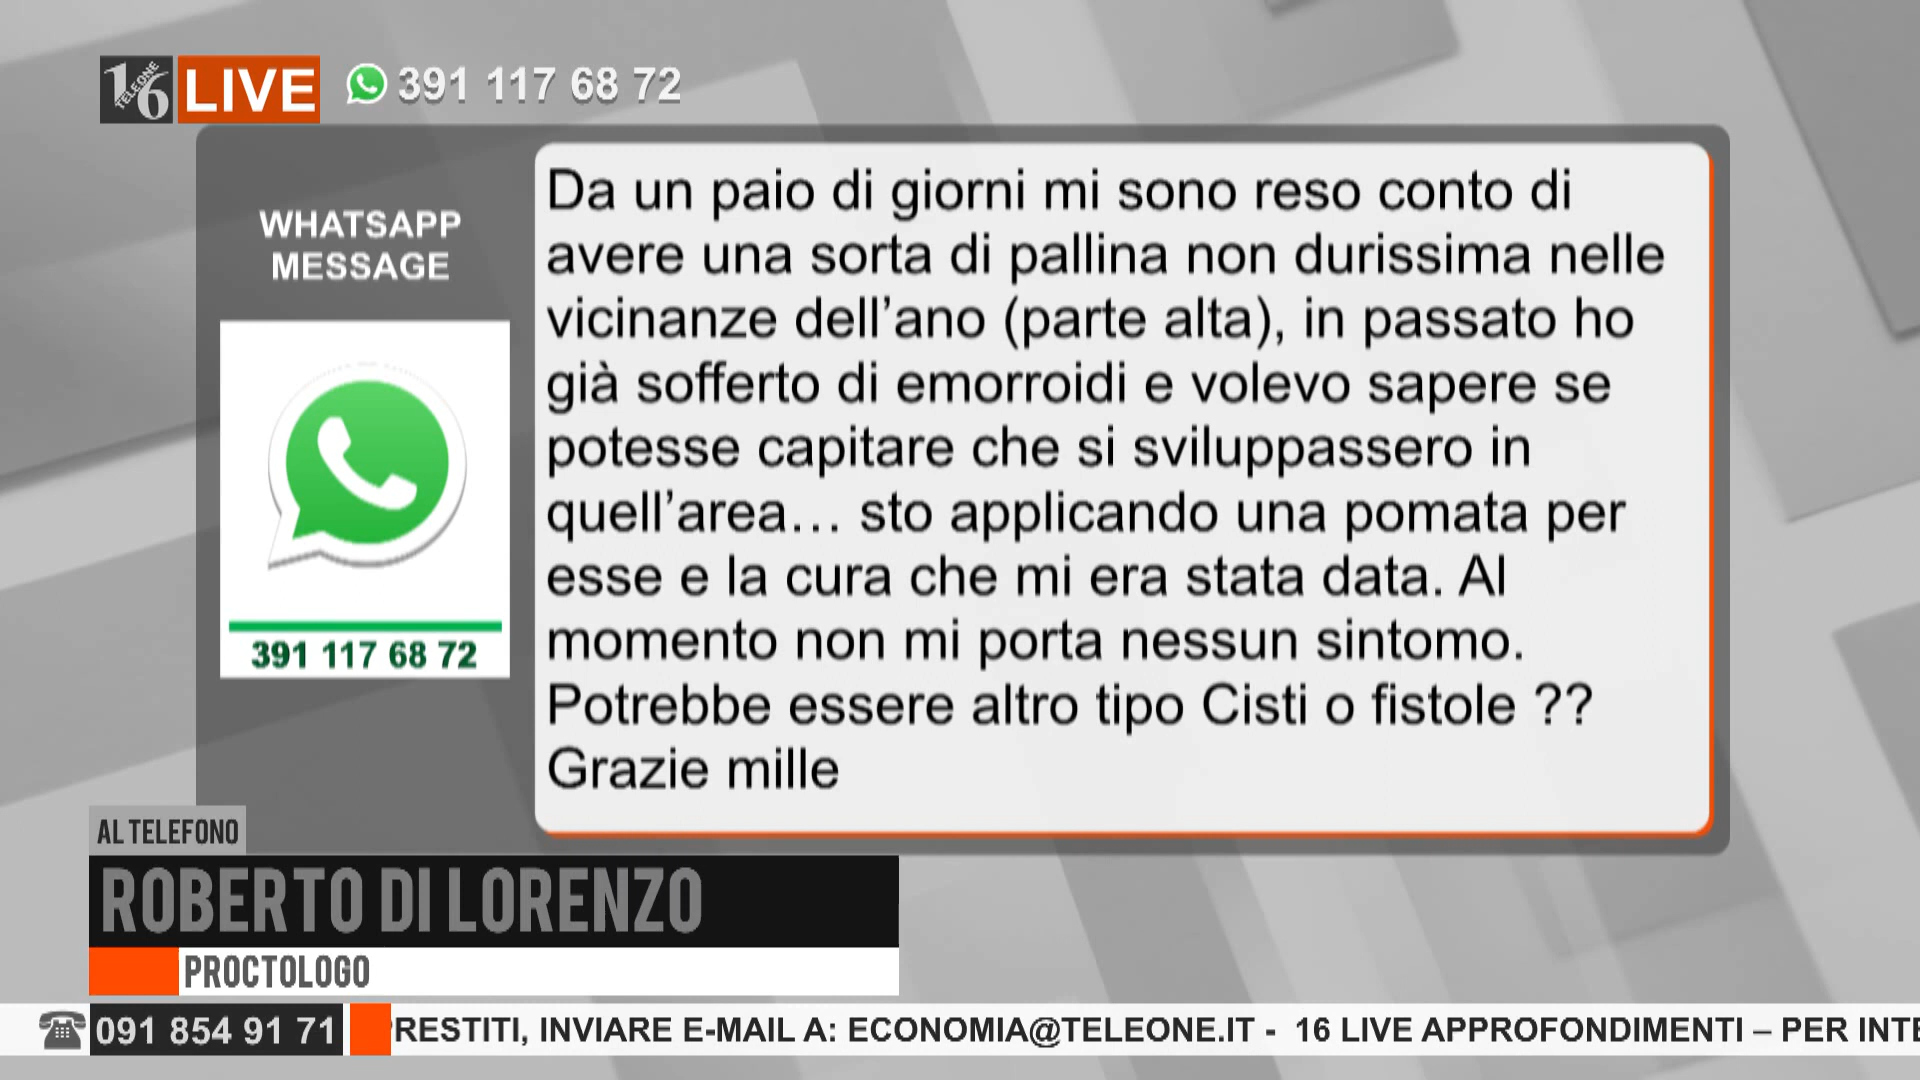 16
TELEONE
LIVE
391 117 68 72
WHATSAPP
MESSAGE
391 117 68 72
Da un paio di giorni mi sono reso conto di
avere una sorta di pallina non durissima nelle
vicinanze dell'ano (parte alta), in passato ho
già sofferto di emorroidi e volevo sapere se
potesse capitare che si sviluppassero in
quell'area… sto applicando una pomata per
esse e la cura che mi era stata data. Al
momento non mi porta nessun sintomo.
Potrebbe essere altro tipo Cisti o fistole ??
Grazie mille
AL TELEFONO
ROBERTO DI LORENZO
PROCTOLOGO
091 854 91 71
RESTITI, INVIARE E-MAIL A: ECONOMIA@TELEONE.IT - 16 LIVE APPROFONDIMENTI – PER INTE